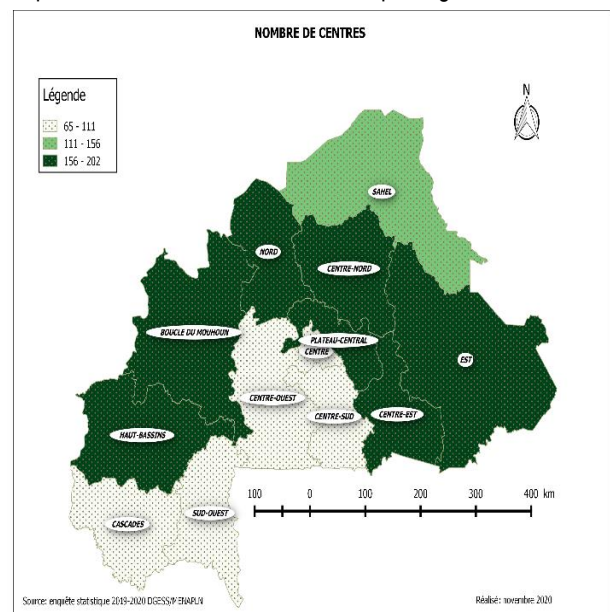 NOMBRE DE CENTRES
Légende
65 - 111
111 - 156
156 - 202
N
SAHEL
NORD
CENTRE-NORD
BOUCLE DU MOUHOUN
PLATEAU-CENTRAL
CENTRE
EST
CENTRE-OUEST
CENTRE-SUD
CENTRE-EST
HAUT-BASSINS
CASCADES
SUD-OUEST
100 0 100 200 300 400 km
Source: enquête statistique 2019-2020 DGESS/MENAPLN
Réalisé: novembre 2020